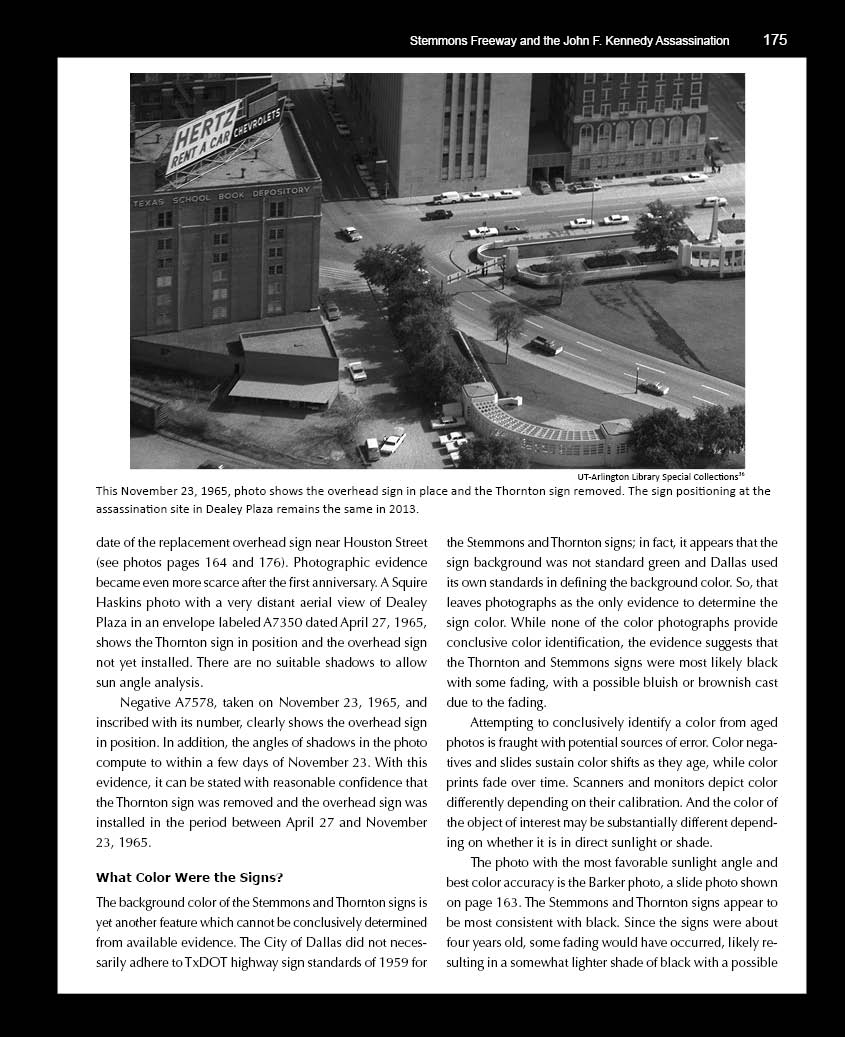 Stemmons Freeway and the John F. Kennedy Assassination 175
HERTZ
RENT A CAR
CHEVROLETS
TEXAS SCHOOL BOOK DEPOSITORY
UT-Arlington Library Special Collections³⁶
This November 23, 1965, photo shows the overhead sign in place and the Thornton sign removed. The sign positioning at the
assassination site in Dealey Plaza remains the same in 2013.
date of the replacement overhead sign near Houston Street
(see photos pages 164 and 176). Photographic evidence
became even more scarce after the first anniversary. A Squire
Haskins photo with a very distant aerial view of Dealey
Plaza in an envelope labeled A7350 dated April 27, 1965,
shows the Thornton sign in position and the overhead sign
not yet installed. There are no suitable shadows to allow
sun angle analysis.
Negative A7578, taken on November 23, 1965, and
inscribed with its number, clearly shows the overhead sign
in position. In addition, the angles of shadows in the photo
compute to within a few days of November 23. With this
evidence, it can be stated with reasonable confidence that
the Thornton sign was removed and the overhead sign was
installed in the period between April 27 and November
23, 1965.
What Color Were the Signs?
The background color of the Stemmons and Thornton signs is
yet another feature which cannot be conclusively determined
from available evidence. The City of Dallas did not neces-
sarily adhere to TxDOT highway sign standards of 1959 for
the Stemmons and Thornton signs; in fact, it appears that the
sign background was not standard green and Dallas used
its own standards in defining the background color. So, that
leaves photographs as the only evidence to determine the
sign color. While none of the color photographs provide
conclusive color identification, the evidence suggests that
the Thornton and Stemmons signs were most likely black
with some fading, with a possible bluish or brownish cast
due to the fading.
Attempting to conclusively identify a color from aged
photos is fraught with potential sources of error. Color nega-
tives and slides sustain color shifts as they age, while color
prints fade over time. Scanners and monitors depict color
differently depending on their calibration. And the color of
the object of interest may be substantially different depend-
ing on whether it is in direct sunlight or shade.
The photo with the most favorable sunlight angle and
best color accuracy is the Barker photo, a slide photo shown
on page 163. The Stemmons and Thornton signs appear to
be most consistent with black. Since the signs were about
four years old, some fading would have occurred, likely re-
sulting in a somewhat lighter shade of black with a possible